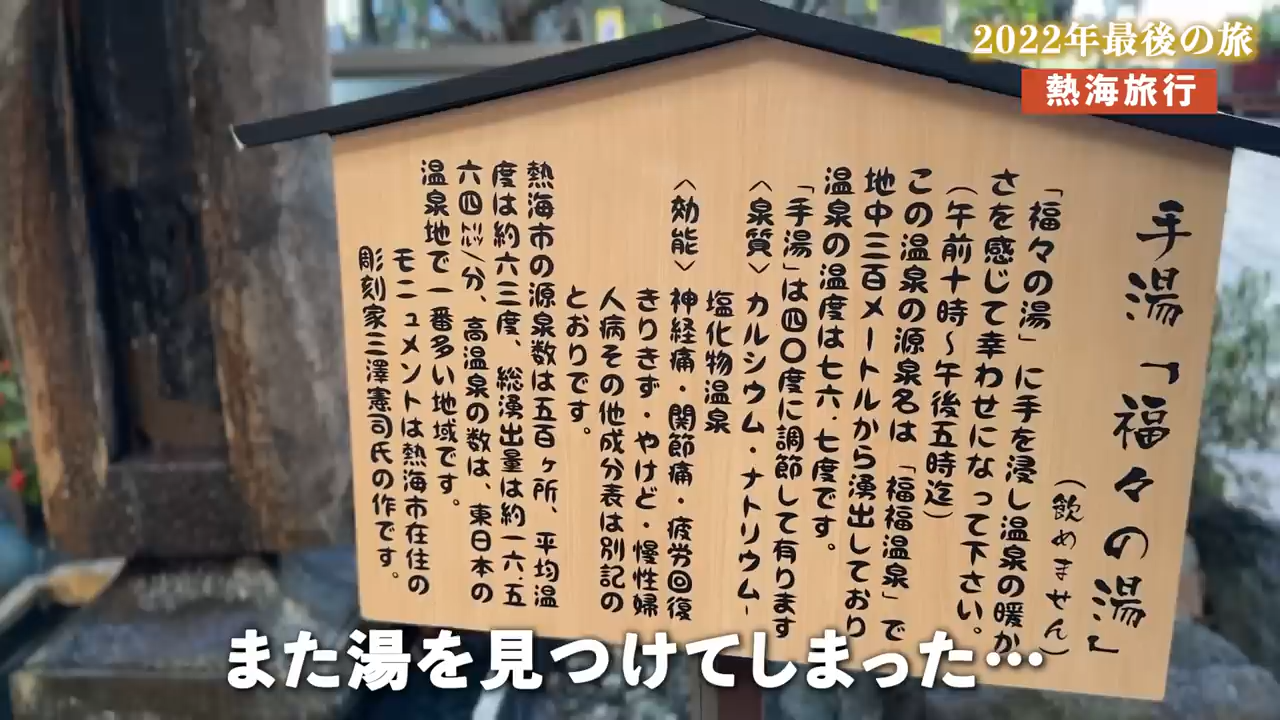 2022年最後の旅
熱海旅行
手湯「福々の湯」
（飲めません）
「福々の湯」に手を浸し温泉の暖か
さを感じて幸わせになって下さい。
（午前十時〜午後五時迄）
この温泉の源泉名は「福福温泉」で
地中三百メートルから湧出しており
温泉の温度は七六・七度です。
「手湯」は四〇度に調節して有ります
〈泉質〉カルシウム・ナトリウム-
塩化物温泉
〈効能〉神経痛・関節痛・疲労回復
きりきず・やけど・慢性婦
人病その他成分表は別記の
とおりです。
熱海市の源泉数は五百ヶ所、平均温
度は約六三度、総湧出量は約一六・五
六四㌧/分、高温泉の数は、東日本の
温泉地で一番多い地域です。
モニュメントは熱海市在住の
彫刻家三澤憲司氏の作です。
また湯を見つけてしまった…